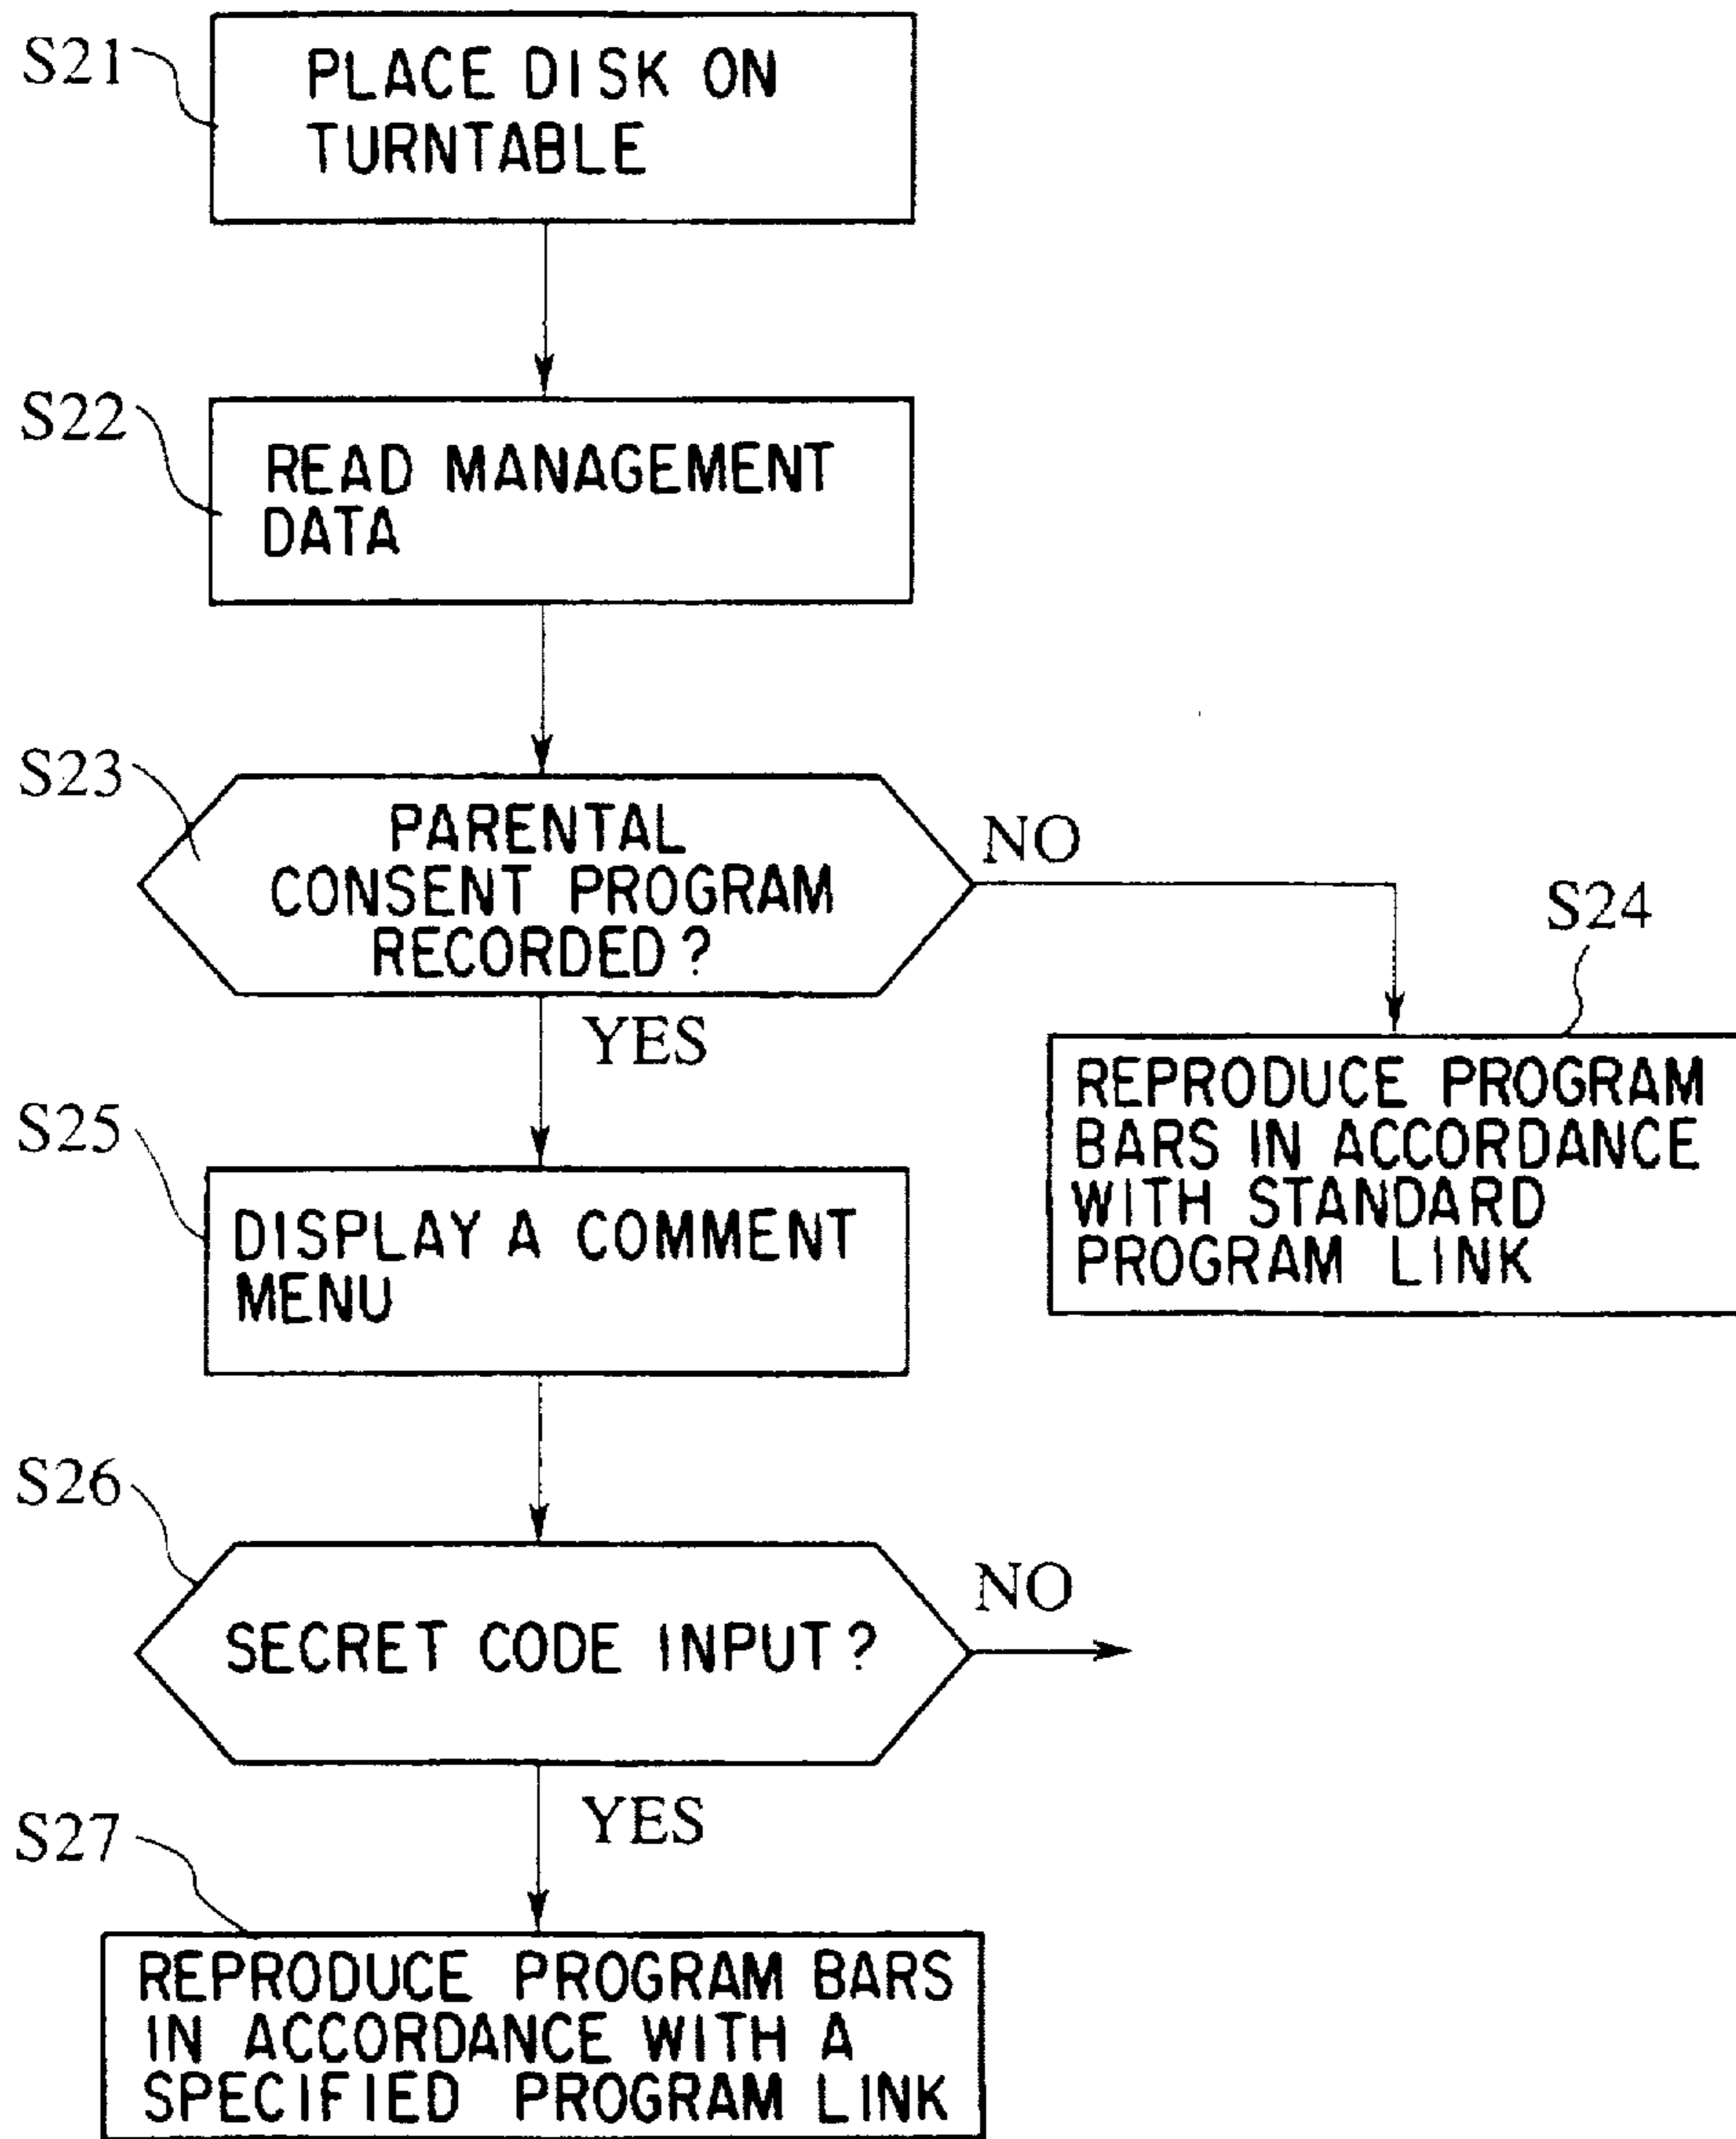 S21
PLACE DISK ON
TURNTABLE
S22
READ MANAGEMENT
DATA
S23
PARENTAL
CONSENT PROGRAM
RECORDED?
NO
YES
S24
REPRODUCE PROGRAM
BARS IN ACCORDANCE
WITH STANDARD
PROGRAM LINK
S25
DISPLAY A COMMENT
MENU
S26
SECRET CODE INPUT?
NO
YES
S27
REPRODUCE PROGRAM BARS
IN ACCORDANCE WITH A
SPECIFIED PROGRAM LINK